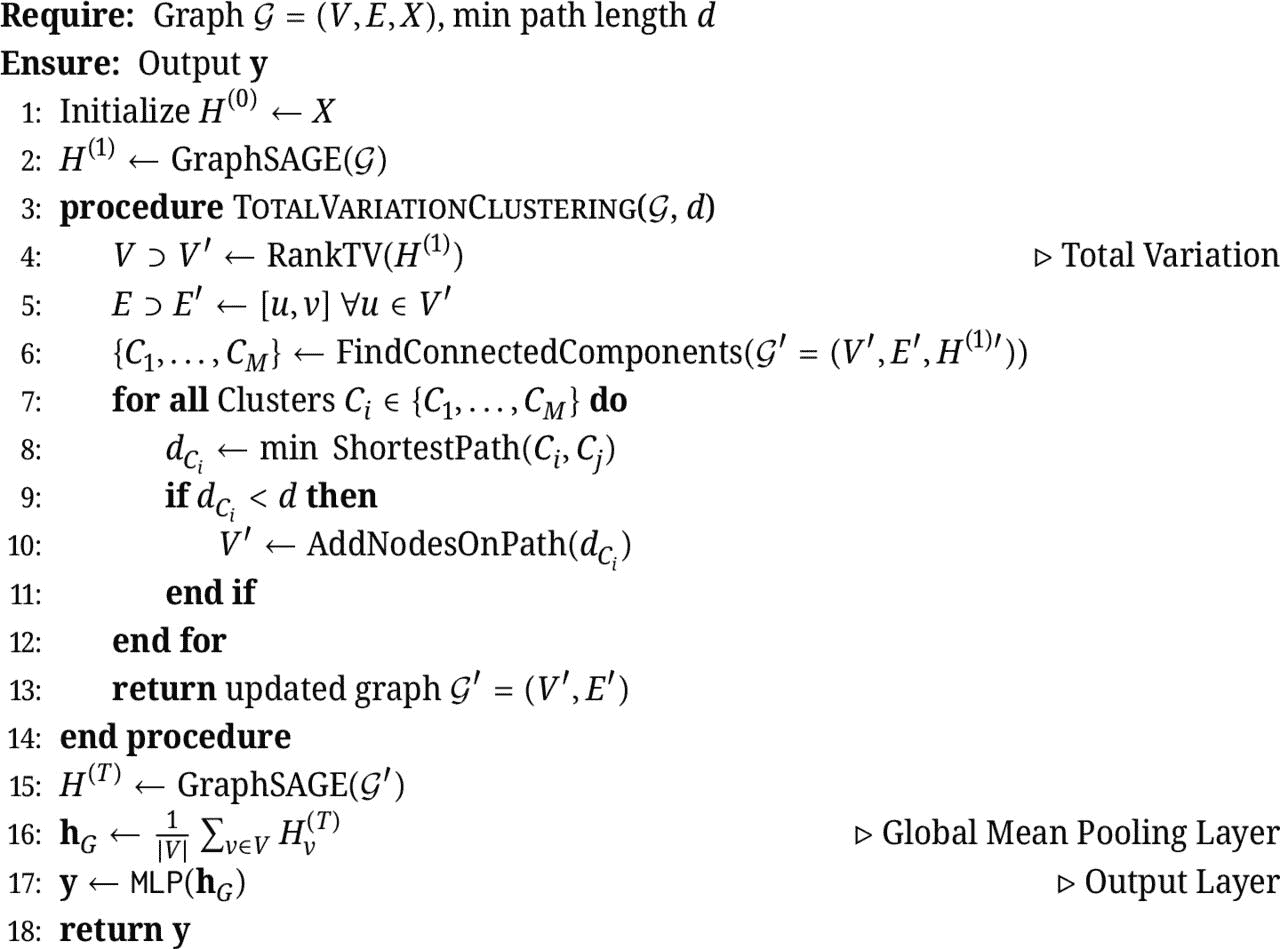 Require: Graph 𝒢 = (V, E, X), min path length d
Ensure: Output y
1: Initialize H^(0) ← X
2: H^(1) ← GraphSAGE(𝒢)
3: procedure TOTALVARIATIONCLUSTERING(𝒢, d)
4: V ⊃ V′ ← RankTV(H^(1)) ▷ Total Variation
5: E ⊃ E′ ← [u, v] ∀u ∈ V′
6: {C_1, . . . , C_M} ← FindConnectedComponents(𝒢′ = (V′, E′, H^(1)′))
7: for all Clusters C_i ∈ {C_1, . . . , C_M} do
8: d_{C_i} ← min ShortestPath(C_i, C_j)
9: if d_{C_i} < d then
10: V′ ← AddNodesOnPath(d_{C_i})
11: end if
12: end for
13: return updated graph 𝒢′ = (V′, E′)
14: end procedure
15: H^(T) ← GraphSAGE(𝒢′)
16: h_G ← 1/|V| ∑_{v∈V} H_v^(T) ▷ Global Mean Pooling Layer
17: y ← MLP(h_G) ▷ Output Layer
18: return y